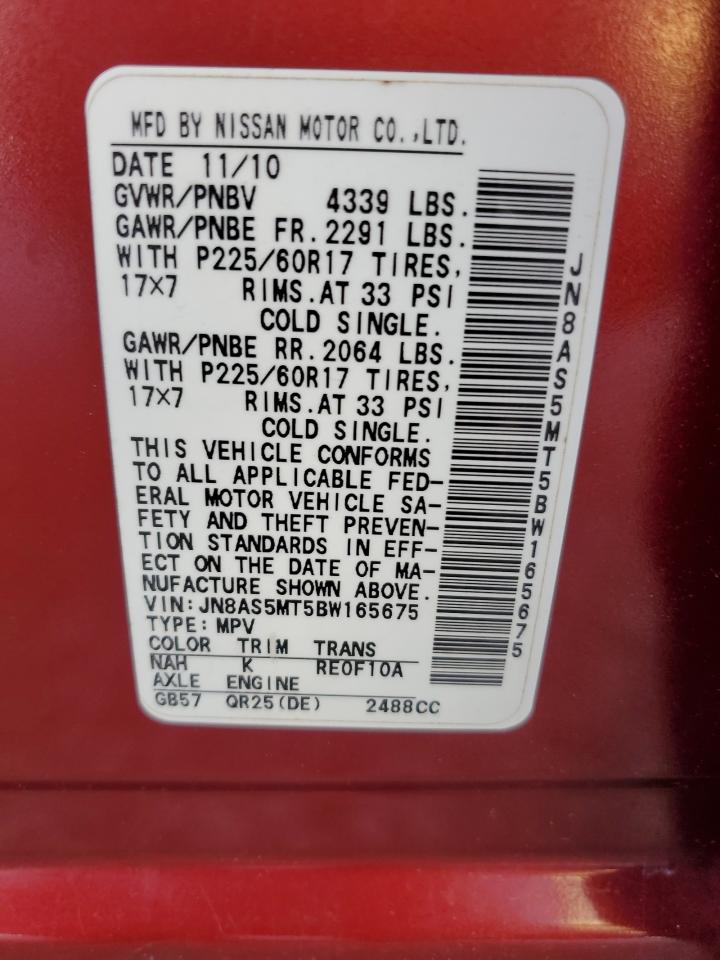 MFD BY NISSAN MOTOR CO.,LTD.
DATE 11/10
GVWR/PNBV 4339 LBS.
GAWR/PNBE FR.2291 LBS.
WITH P225/60R17 TIRES,
17×7 RIMS.AT 33 PSI
COLD SINGLE.
GAWR/PNBE RR.2064 LBS.
WITH P225/60R17 TIRES,
17×7 RIMS.AT 33 PSI
COLD SINGLE.
THIS VEHICLE CONFORMS
TO ALL APPLICABLE FED-
ERAL MOTOR VEHICLE SA-
FETY AND THEFT PREVEN-
TION STANDARDS IN EFF-
ECT ON THE DATE OF MA-
NUFACTURE SHOWN ABOVE.
VIN:JN8AS5MT5BW165675
TYPE:MPV
COLOR TRIM TRANS
NAH K RE0F10A
AXLE ENGINE
GB57 QR25(DE) 2488CC
JN8AS5MT5BW165675